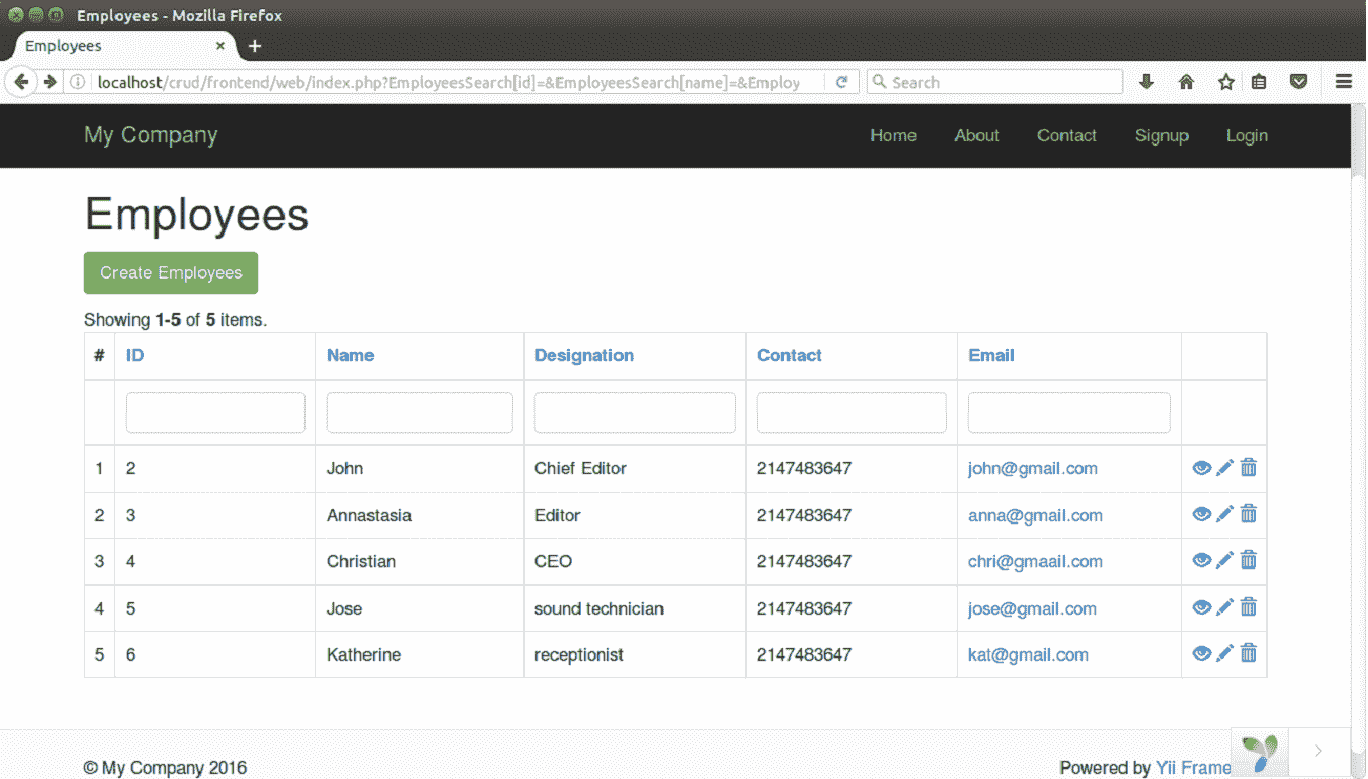 Employees - Mozilla Firefox
Employees × +
localhost/crud/frontend/web/index.php?EmployeesSearch[id]=&EmployeesSearch[name]=&Employ Search
My Company Home About Contact Signup Login
Employees
Create Employees
Showing 1-5 of 5 items.
# ID Name Designation Contact Email
1 2 John Chief Editor 2147483647 john@gmail.com
2 3 Annastasia Editor 2147483647 anna@gmail.com
3 4 Christian CEO 2147483647 chri@gmaail.com
4 5 Jose sound technician 2147483647 jose@gmail.com
5 6 Katherine receptionist 2147483647 kat@gmail.com
© My Company 2016 Powered by Yii Frame